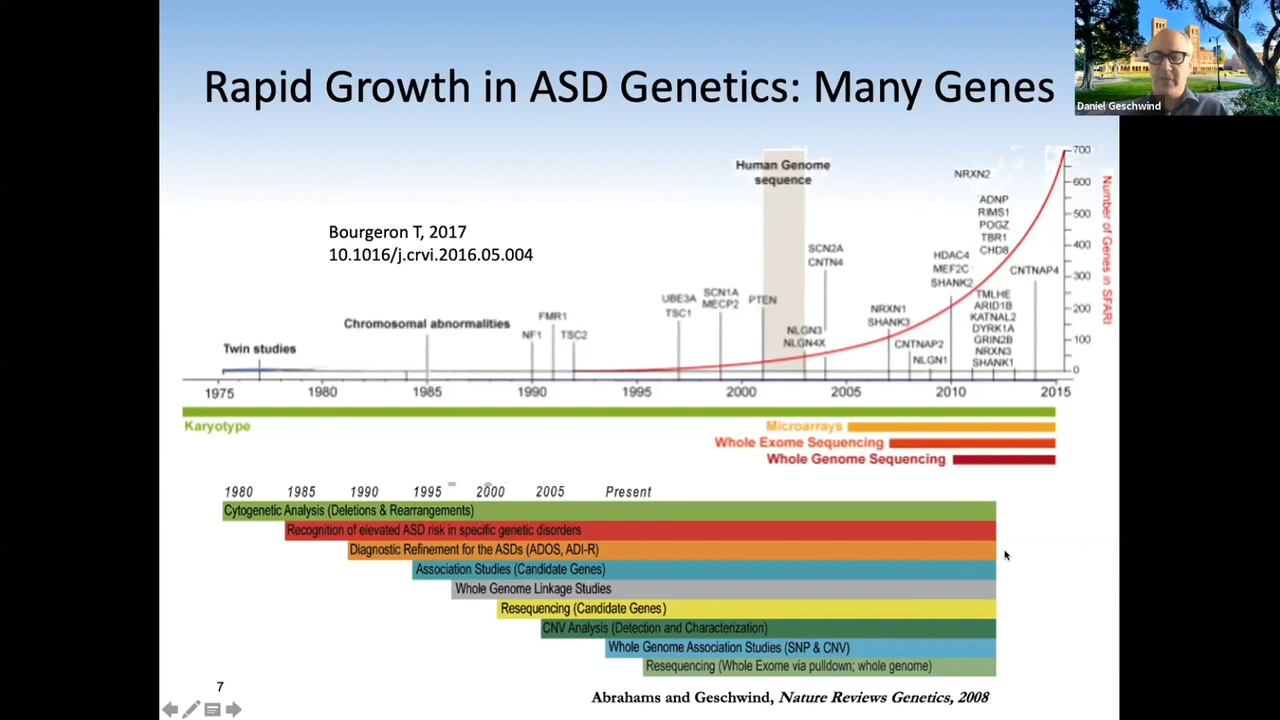 Rapid Growth in ASD Genetics: Many Genes
Daniel Geschwind
Bourgeron T, 2017
10.1016/j.crvi.2016.05.004
Human Genome
sequence
Twin studies
Chromosomal abnormalities
NF1
FMR1
TSC2
UBE3A
TSC1
SCN1A
MECP2
PTEN
SCN2A
CNTN4
NLGN3
NLGN4X
NRXN1
SHANK3
CNTNAP2
NLGN1
HDAC4
MEF2C
SHANK2
NRXN2
ADNP
RIMS1
POGZ
TBR1
CHD8
TMLHE
ARID1B
KATNAL2
DYRK1A
GRIN2B
NRXN3
SHANK1
CNTNAP4
700
600
500
400
300
200
100
0
Number of Genes in SFARI
1975 1980 1985 1990 1995 2000 2005 2010 2015
Karyotype
Microarrays
Whole Exome Sequencing
Whole Genome Sequencing
1980 1985 1990 1995 2000 2005 Present
Cytogenetic Analysis (Deletions & Rearrangements)
Recognition of elevated ASD risk in specific genetic disorders
Diagnostic Refinement for the ASDs (ADOS, ADI-R)
Association Studies (Candidate Genes)
Whole Genome Linkage Studies
Resequencing (Candidate Genes)
CNV Analysis (Detection and Characterization)
Whole Genome Association Studies (SNP & CNV)
Resequencing (Whole Exome via pulldown; whole genome)
7
Abrahams and Geschwind, Nature Reviews Genetics, 2008